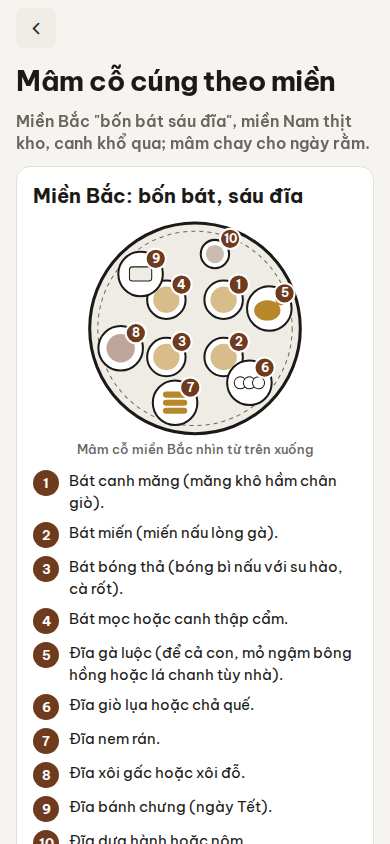 Mâm cỗ cúng theo miền
Miền Bắc "bốn bát sáu đĩa", miền Nam thịt
kho, canh khổ qua; mâm chay cho ngày rằm.
Miền Bắc: bốn bát, sáu đĩa
10
9
4
1
5
8
3
2
6
7
Mâm cỗ miền Bắc nhìn từ trên xuống
1 Bát canh măng (măng khô hầm chân
giò).
2 Bát miến (miến nấu lòng gà).
3 Bát bóng thả (bóng bì nấu với su hào,
cà rốt).
4 Bát mọc hoặc canh thập cẩm.
5 Đĩa gà luộc (để cả con, mỏ ngậm bông
hồng hoặc lá chanh tùy nhà).
6 Đĩa giò lụa hoặc chả quế.
7 Đĩa nem rán.
8 Đĩa xôi gấc hoặc xôi đỗ.
9 Đĩa bánh chưng (ngày Tết).
10 Đĩa dưa hành hoặc nộm.